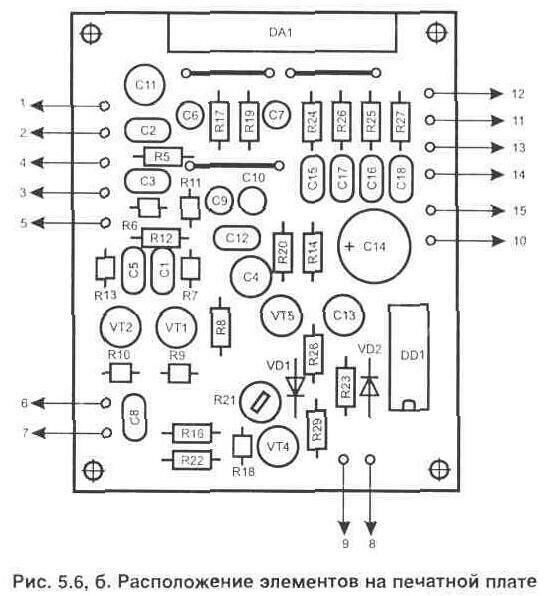 DA1
C11
1
C6
R17
R19
C7
R24
R26
R25
R27
12
2
C2
11
R5
13
4
C3
R11
C10
C15
C17
C16
C18
14
3
C9
15
5
R6
R12
C12
R20
R14
C14
10
R13
C5
C1
R7
C4
VT2
VT1
R8
VT5
C13
R10
R9
R28
VD1
VD2
DD1
R23
6
C8
R21
7
R16
R29
VT4
R22
R18
9
8
Рис. 5.6, б. Расположение элементов на печатной плате